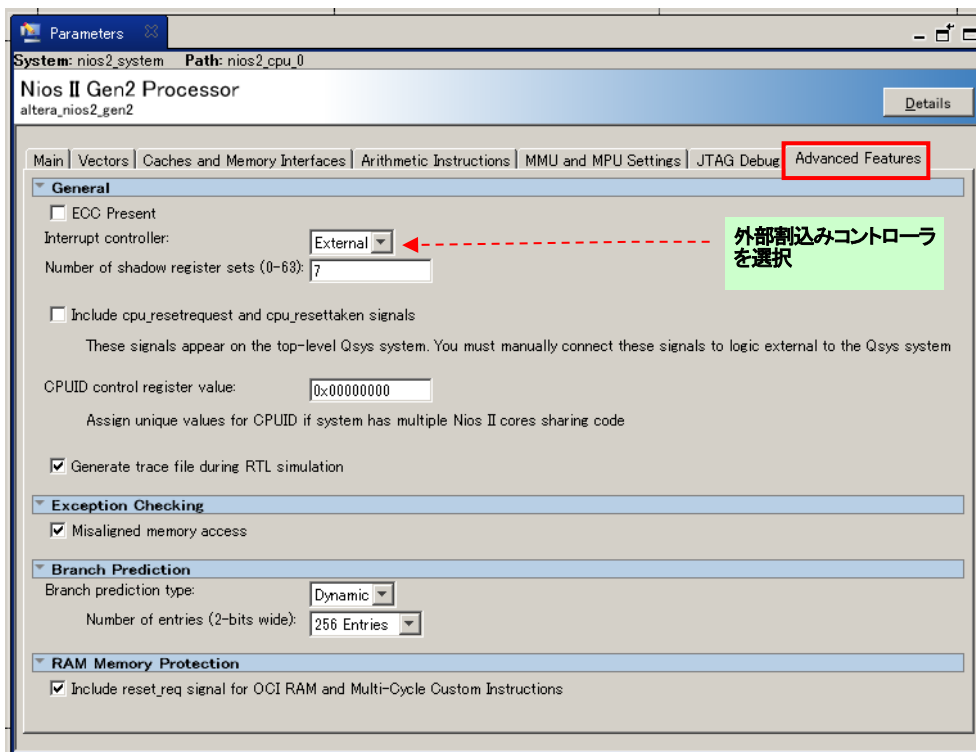 Parameters
System: nios2_system Path: nios2_cpu_0
Nios II Gen2 Processor
altera_nios2_gen2
Details
Main Vectors Caches and Memory Interfaces Arithmetic Instructions MMU and MPU Settings JTAG Debug Advanced Features
General
ECC Present
Interrupt controller: External
外部割込みコントローラ
を選択
Number of shadow register sets (0-63): 7
Include cpu_resetrequest and cpu_resettaken signals
These signals appear on the top-level Qsys system. You must manually connect these signals to logic external to the Qsys system
CPUID control register value: 0x00000000
Assign unique values for CPUID if system has multiple Nios II cores sharing code
Generate trace file during RTL simulation
Exception Checking
Misaligned memory access
Branch Prediction
Branch prediction type: Dynamic
Number of entries (2-bits wide): 256 Entries
RAM Memory Protection
Include reset_req signal for OCI RAM and Multi-Cycle Custom Instructions